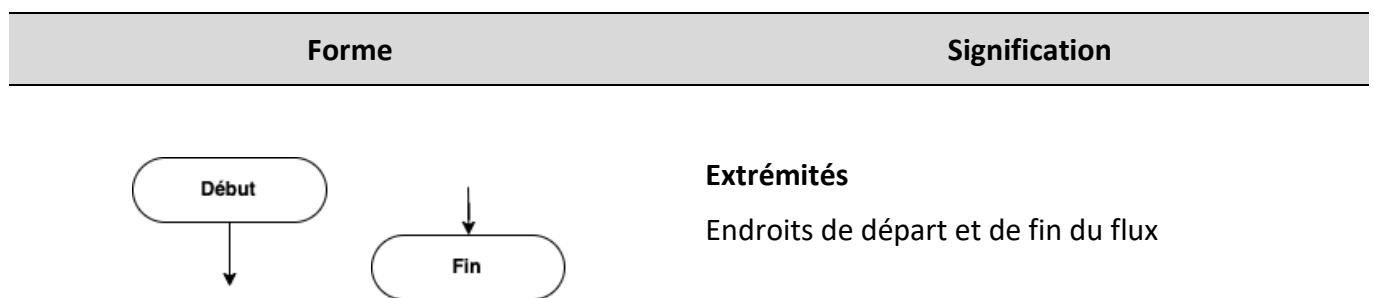 Forme Signification
Début
Fin
Extrémités
Endroits de départ et de fin du flux